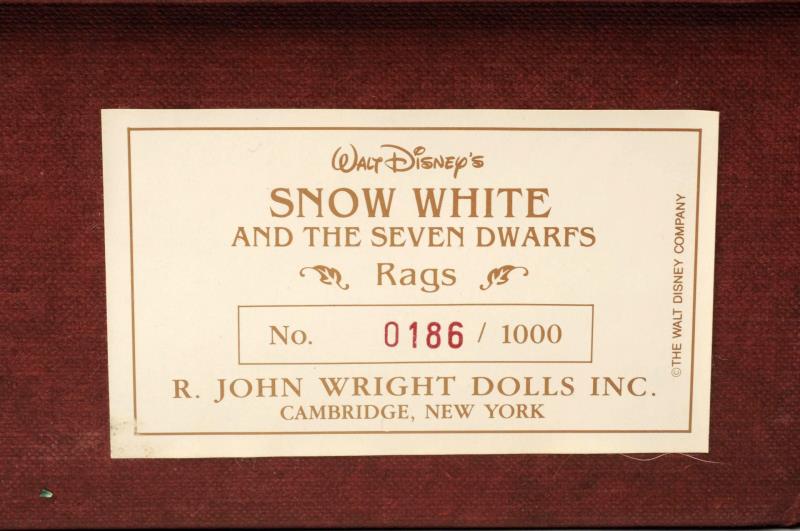 Walt Disney's
SNOW WHITE
AND THE SEVEN DWARFS
Rags
No. 0186 / 1000
R. JOHN WRIGHT DOLLS INC.
CAMBRIDGE, NEW YORK
©THE WALT DISNEY COMPANY